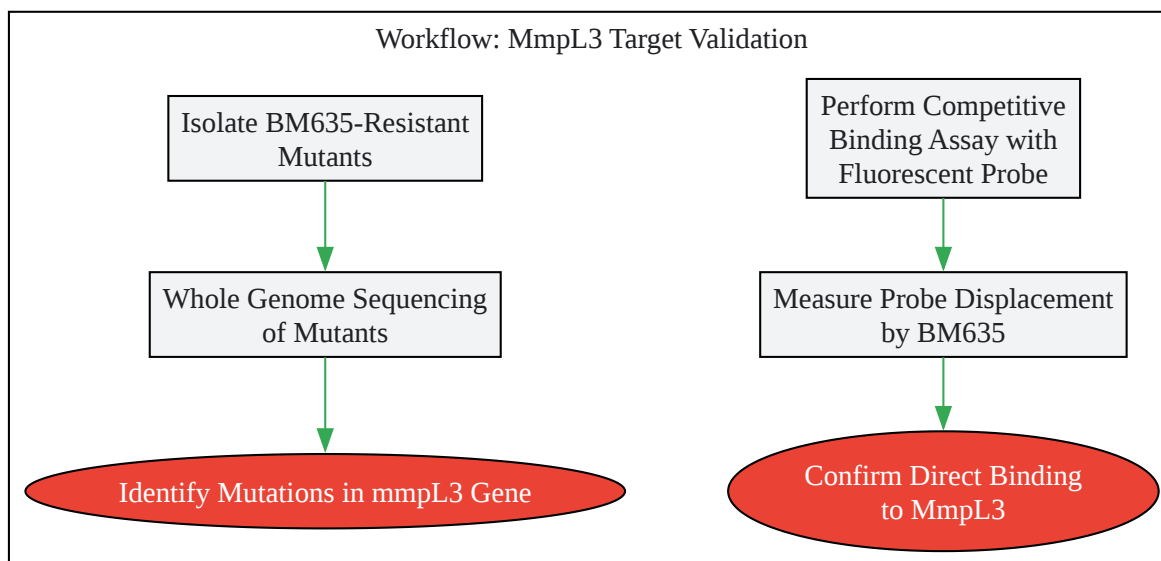 Workflow: MmpL3 Target Validation
Isolate BM635-Resistant
Mutants
Whole Genome Sequencing
of Mutants
Identify Mutations in mmpL3 Gene
Perform Competitive
Binding Assay with
Fluorescent Probe
Measure Probe Displacement
by BM635
Confirm Direct Binding
to MmpL3